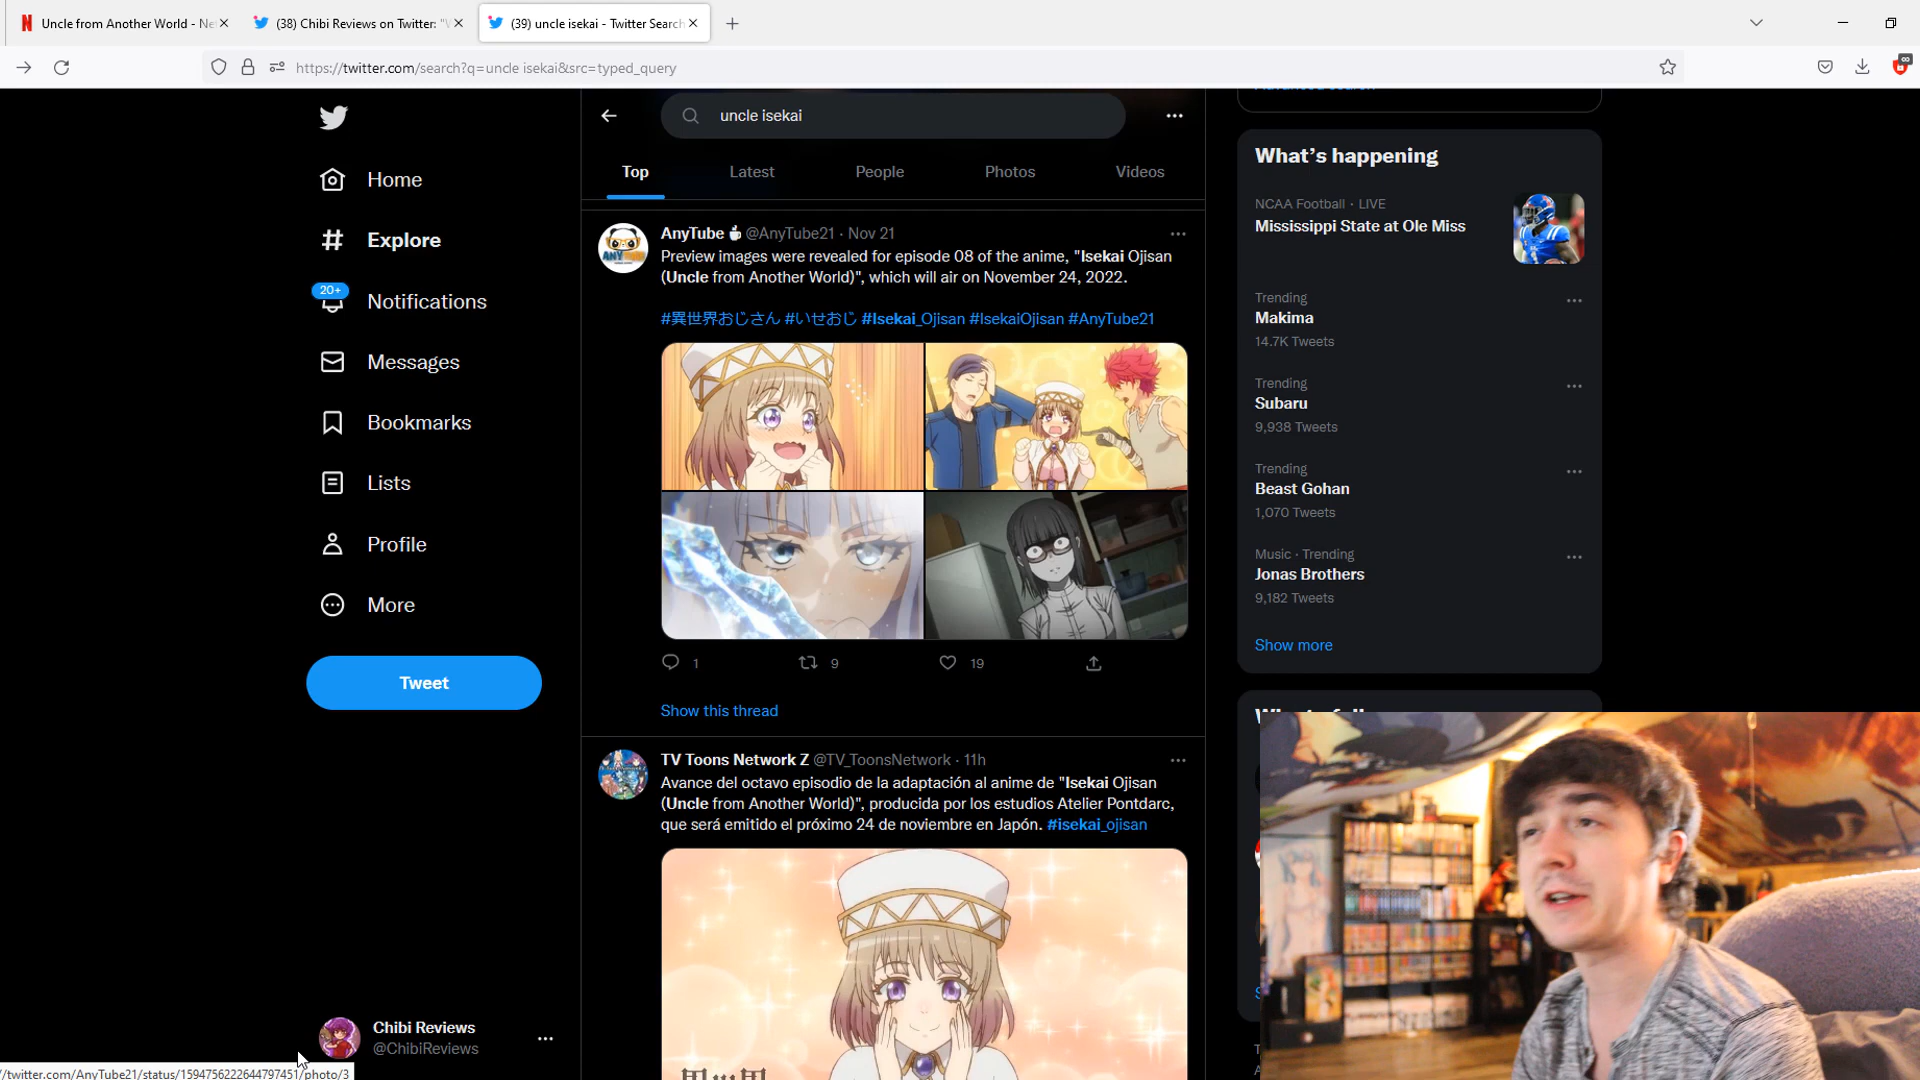 Uncle from Another World - Ne
(38) Chibi Reviews on Twitter: "W
(39) uncle isekai - Twitter Search
https://twitter.com/search?q=uncle isekai&src=typed_query
Home
Explore
20+
Notifications
Messages
Bookmarks
Lists
Profile
More
Tweet
Chibi Reviews
@ChibiReviews
//twitter.com/AnyTube21/status/1594756222644797451/photo/3
uncle isekai
Top
Latest
People
Photos
Videos
AnyTube @AnyTube21 · Nov 21
Preview images were revealed for episode 08 of the anime, "Isekai Ojisan
(Uncle from Another World)", which will air on November 24, 2022.
#異世界おじさん #いせおじ #Isekai_Ojisan #IsekaiOjisan #AnyTube21
1
9
19
Show this thread
TV Toons Network Z @TV_ToonsNetwork · 11h
Avance del octavo episodio de la adaptación al anime de "Isekai Ojisan
(Uncle from Another World)", producida por los estudios Atelier Pontdarc,
que será emitido el próximo 24 de noviembre en Japón. #isekai_ojisan
Advanced search
What's happening
NCAA Football · LIVE
Mississippi State at Ole Miss
Trending
Makima
14.7K Tweets
Trending
Subaru
9,938 Tweets
Trending
Beast Gohan
1,070 Tweets
Music · Trending
Jonas Brothers
9,182 Tweets
Show more